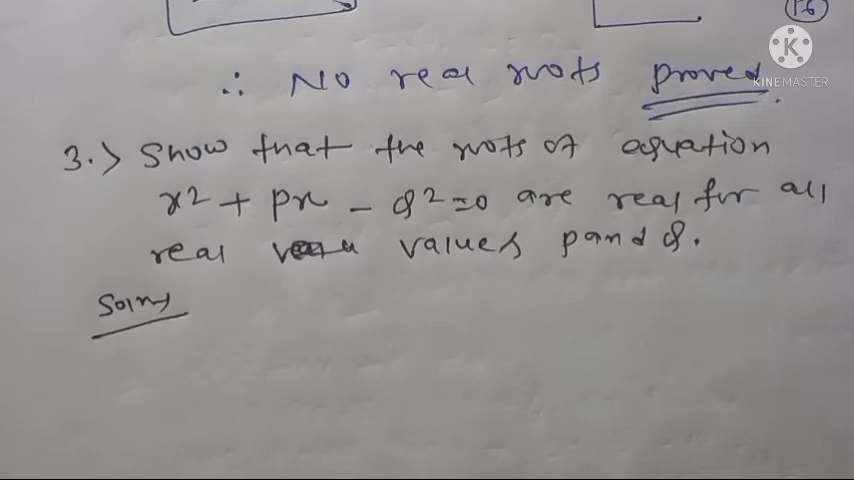 16
K
KINEMASTER
∴ No real roots proved.
3.> Show that the roots of equation
x² + px - q² = 0 are real for all
real values p and q.
Soln